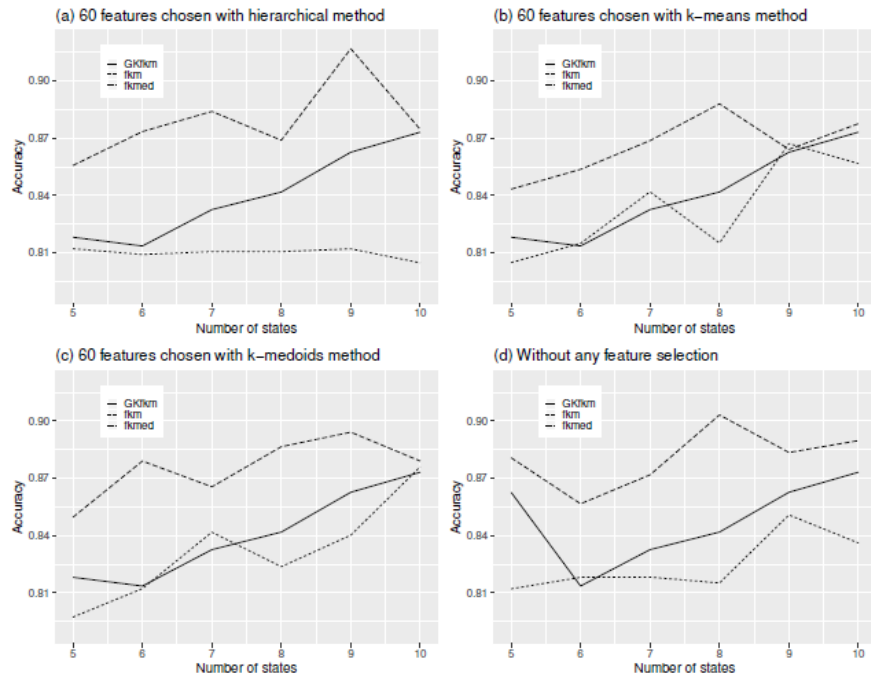 (a) 60 features chosen with hierarchical method
GKfkm
fkm
fkmed
0.90
0.87
0.84
0.81
Accuracy
5 6 7 8 9 10
Number of states
(b) 60 features chosen with k-means method
GKfkm
fkm
fkmed
0.90
0.87
0.84
0.81
Accuracy
5 6 7 8 9 10
Number of states
(c) 60 features chosen with k-medoids method
GKfkm
fkm
fkmed
0.90
0.87
0.84
0.81
Accuracy
5 6 7 8 9 10
Number of states
(d) Without any feature selection
GKfkm
fkm
fkmed
0.90
0.87
0.84
0.81
Accuracy
5 6 7 8 9 10
Number of states